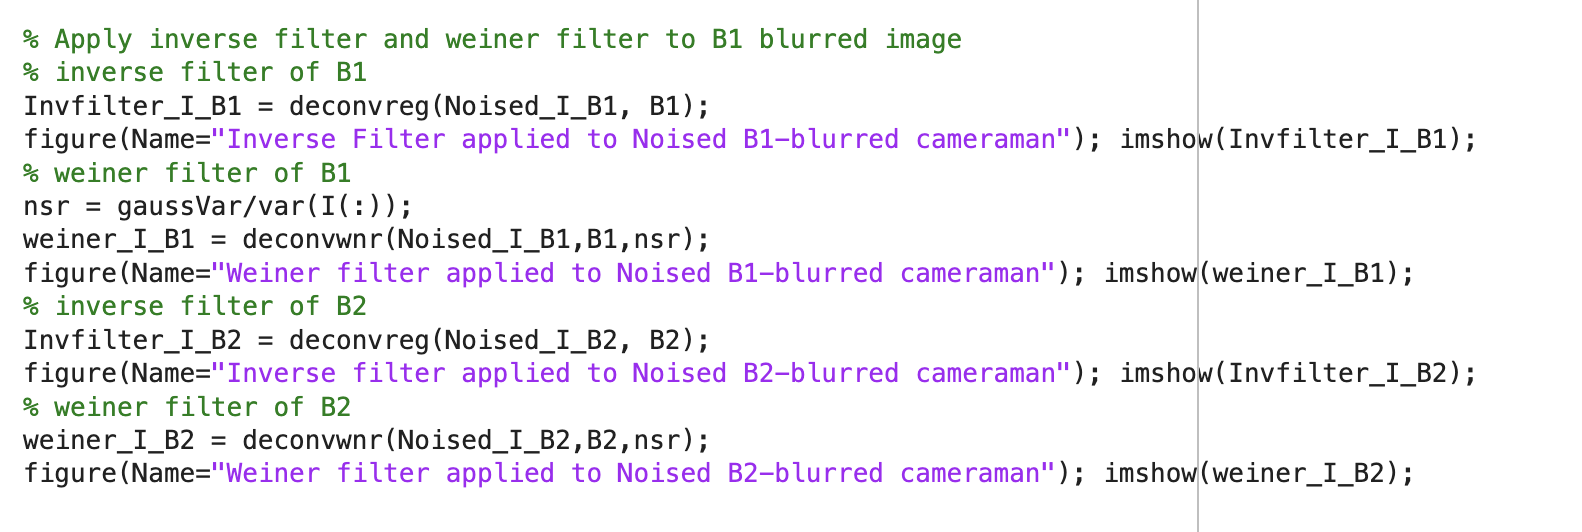 % Apply inverse filter and weiner filter to B1 blurred image
% inverse filter of B1
Invfilter_I_B1 = deconvreg(Noised_I_B1, B1);
figure(Name="Inverse Filter applied to Noised B1-blurred cameraman"); imshow(Invfilter_I_B1);
% weiner filter of B1
nsr = gaussVar/var(I(:));
weiner_I_B1 = deconvwnr(Noised_I_B1,B1,nsr);
figure(Name="Weiner filter applied to Noised B1-blurred cameraman"); imshow(weiner_I_B1);
% inverse filter of B2
Invfilter_I_B2 = deconvreg(Noised_I_B2, B2);
figure(Name="Inverse filter applied to Noised B2-blurred cameraman"); imshow(Invfilter_I_B2);
% weiner filter of B2
weiner_I_B2 = deconvwnr(Noised_I_B2,B2,nsr);
figure(Name="Weiner filter applied to Noised B2-blurred cameraman"); imshow(weiner_I_B2);